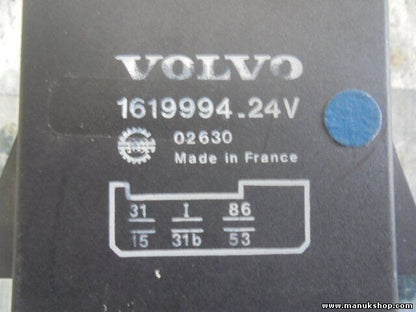 VOLVO
1619994.24V
02630
Made in France
31 I 86
15 31b 53
www.manukshop.com